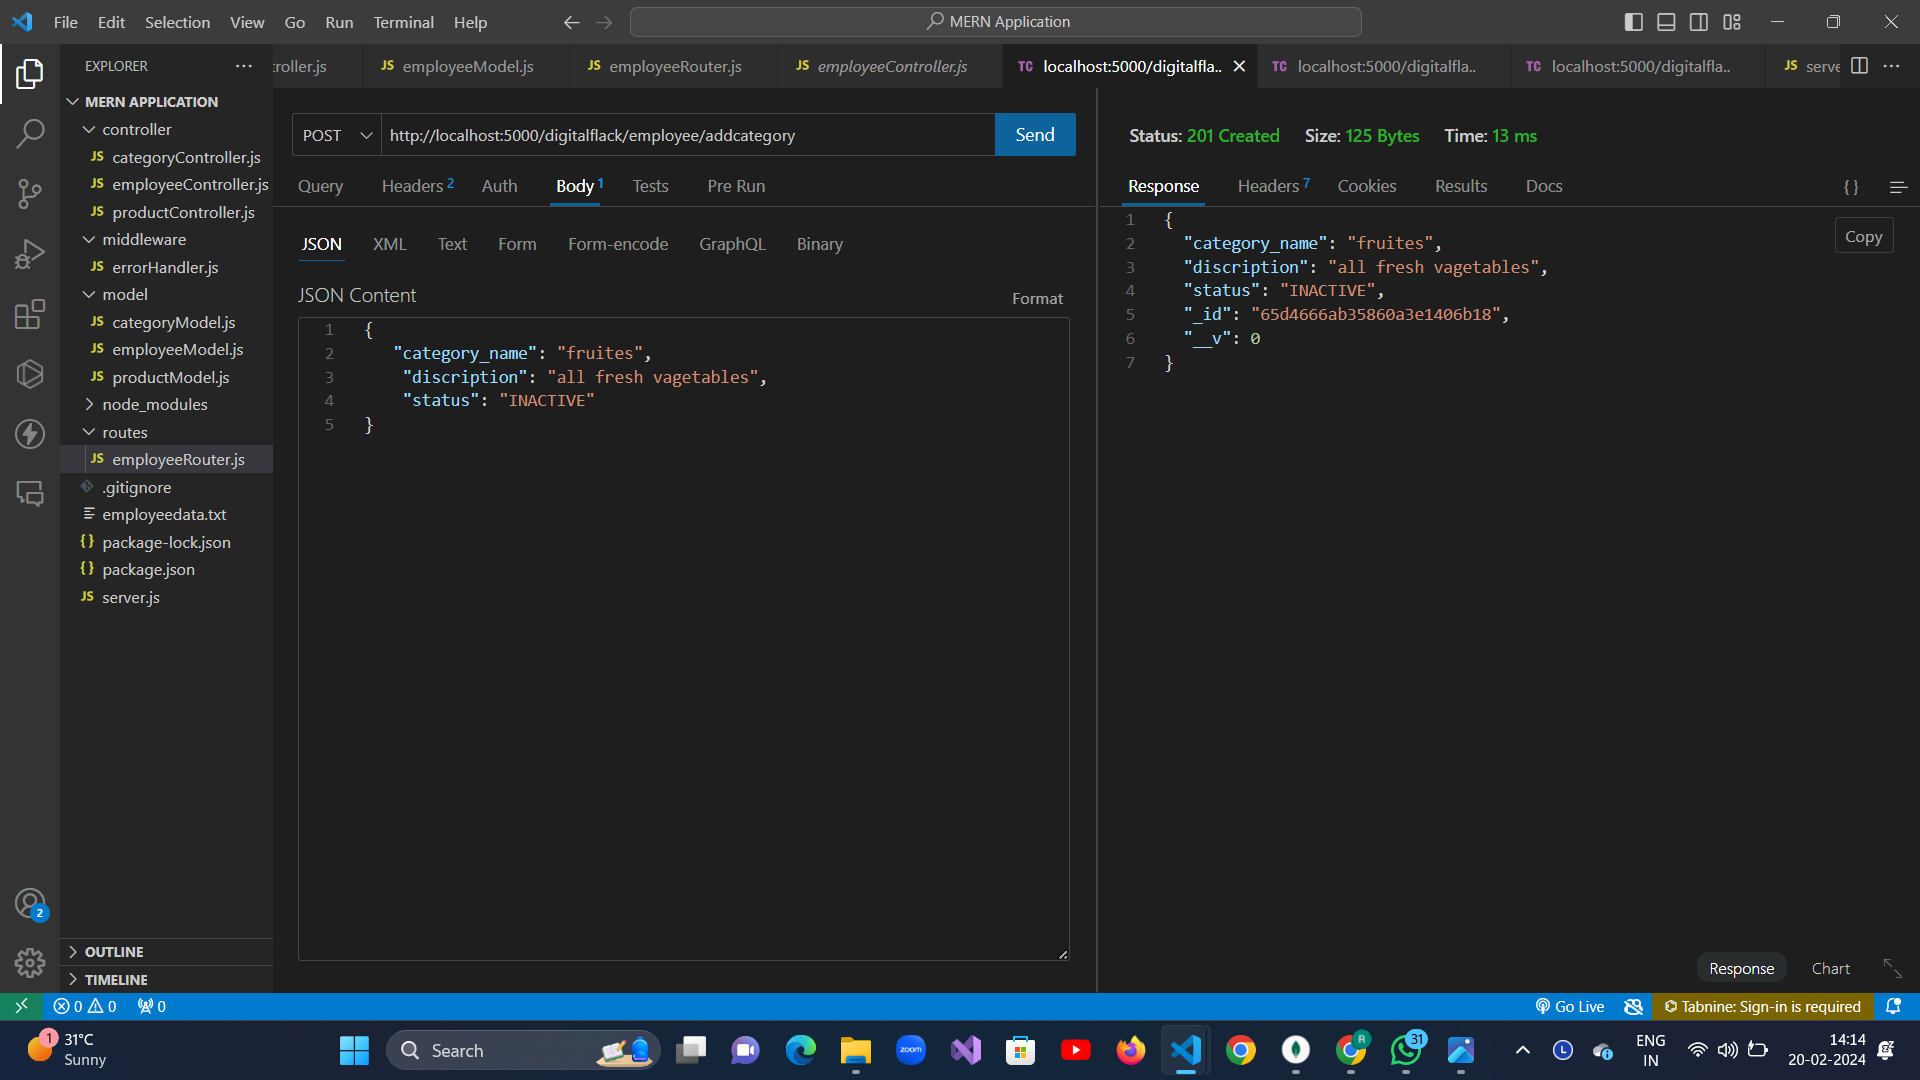 File Edit Selection View Go Run Terminal Help
MERN Application
EXPLORER
roller.js
JS employeeModel.js
JS employeeRouter.js
JS employeeController.js
TC localhost:5000/digitalfla..
TC localhost:5000/digitalfla..
TC localhost:5000/digitalfla..
JS serve
MERN APPLICATION
controller
JS categoryController.js
JS employeeController.js
JS productController.js
middleware
JS errorHandler.js
model
JS categoryModel.js
JS employeeModel.js
JS productModel.js
node_modules
routes
JS employeeRouter.js
.gitignore
employeedata.txt
{} package-lock.json
{} package.json
JS server.js
OUTLINE
TIMELINE
2
POST http://localhost:5000/digitalflack/employee/addcategory Send
Query Headers 2 Auth Body 1 Tests Pre Run
JSON XML Text Form Form-encode GraphQL Binary
JSON Content
Format
1 {
2 "category_name": "fruites",
3 "discription": "all fresh vagetables",
4 "status": "INACTIVE"
5 }
Status: 201 Created Size: 125 Bytes Time: 13 ms
Response Headers 7 Cookies Results Docs {}
Copy
1 {
2 "category_name": "fruites",
3 "discription": "all fresh vagetables",
4 "status": "INACTIVE",
5 "_id": "65d4666ab35860a3e1406b18",
6 "__v": 0
7 }
Response Chart
0 0 0
Go Live
Tabnine: Sign-in is required
1
31°C
Sunny
Search
zoom
R
31
ENG
IN
14:14
20-02-2024